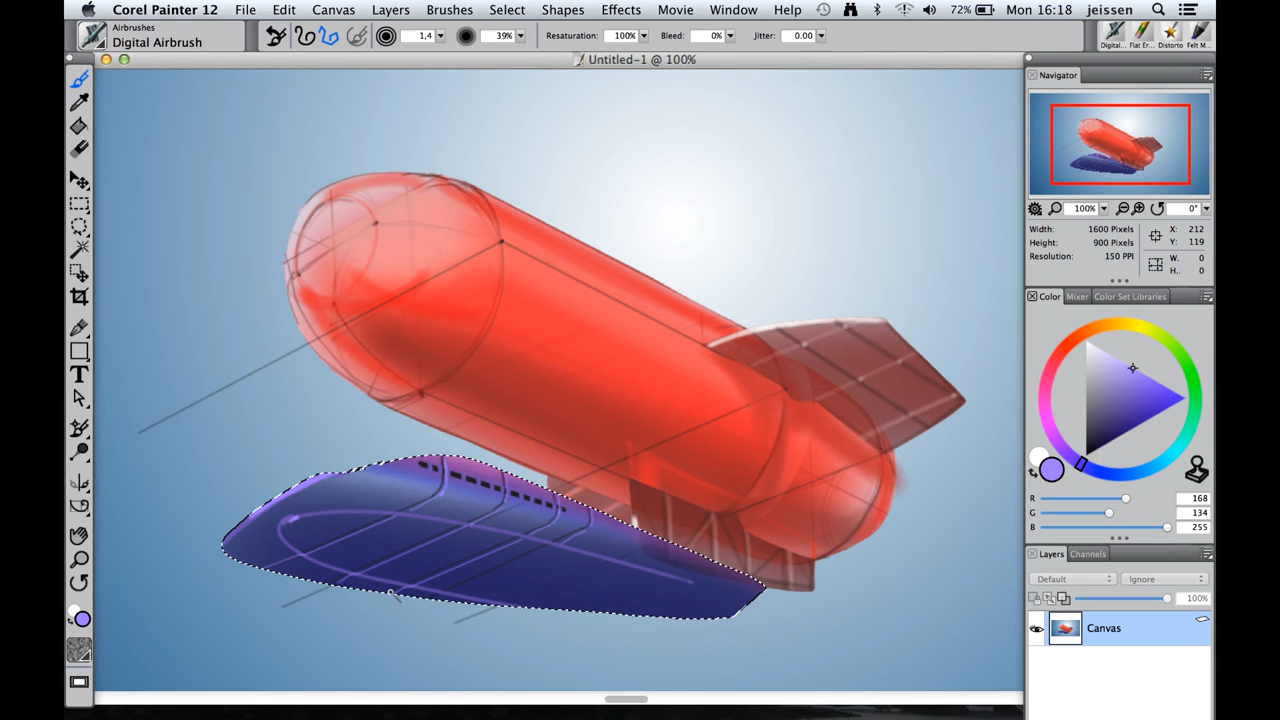 Corel Painter 12 File Edit Canvas Layers Brushes Select Shapes Effects Movie Window Help 72% Mon 16:18 jeissen
Airbrushes
Digital Airbrush
1,4 39% Resaturation: 100% Bleed: 0% Jitter: 0.00
Digital... Flat Er... Distorto Felt M...
Untitled-1 @ 100%
Navigator
100% 0°
Width: 1600 Pixels X: 212
Height: 900 Pixels Y: 119
Resolution: 150 PPI W. 0
H.. 0
Color Mixer Color Set Libraries
R 168
G 134
B 255
Layers Channels
Default Ignore
100%
Canvas